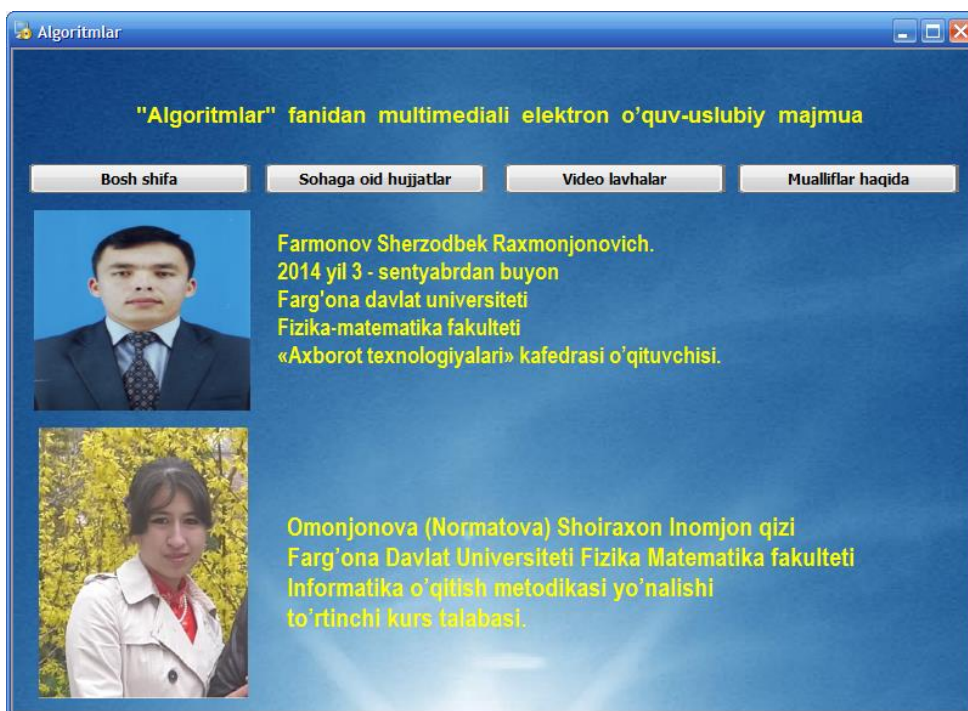 Algoritmlar
"Algoritmlar" fanidan multimediali elektron o’quv-uslubiy majmua
Bosh shifa Sohaga oid hujjatlar Video lavhalar Mualliflar haqida
Farmonov Sherzodbek Raxmonjonovich.
2014 yil 3 - sentyabrdan buyon
Farg'ona davlat universiteti
Fizika-matematika fakulteti
«Axborot texnologiyalari» kafedrasi o’qituvchisi.
Omonjonova (Normatova) Shoiraxon Inomjon qizi
Farg’ona Davlat Universiteti Fizika Matematika fakulteti
Informatika o’qitish metodikasi yo’nalishi
to’rtinchi kurs talabasi.